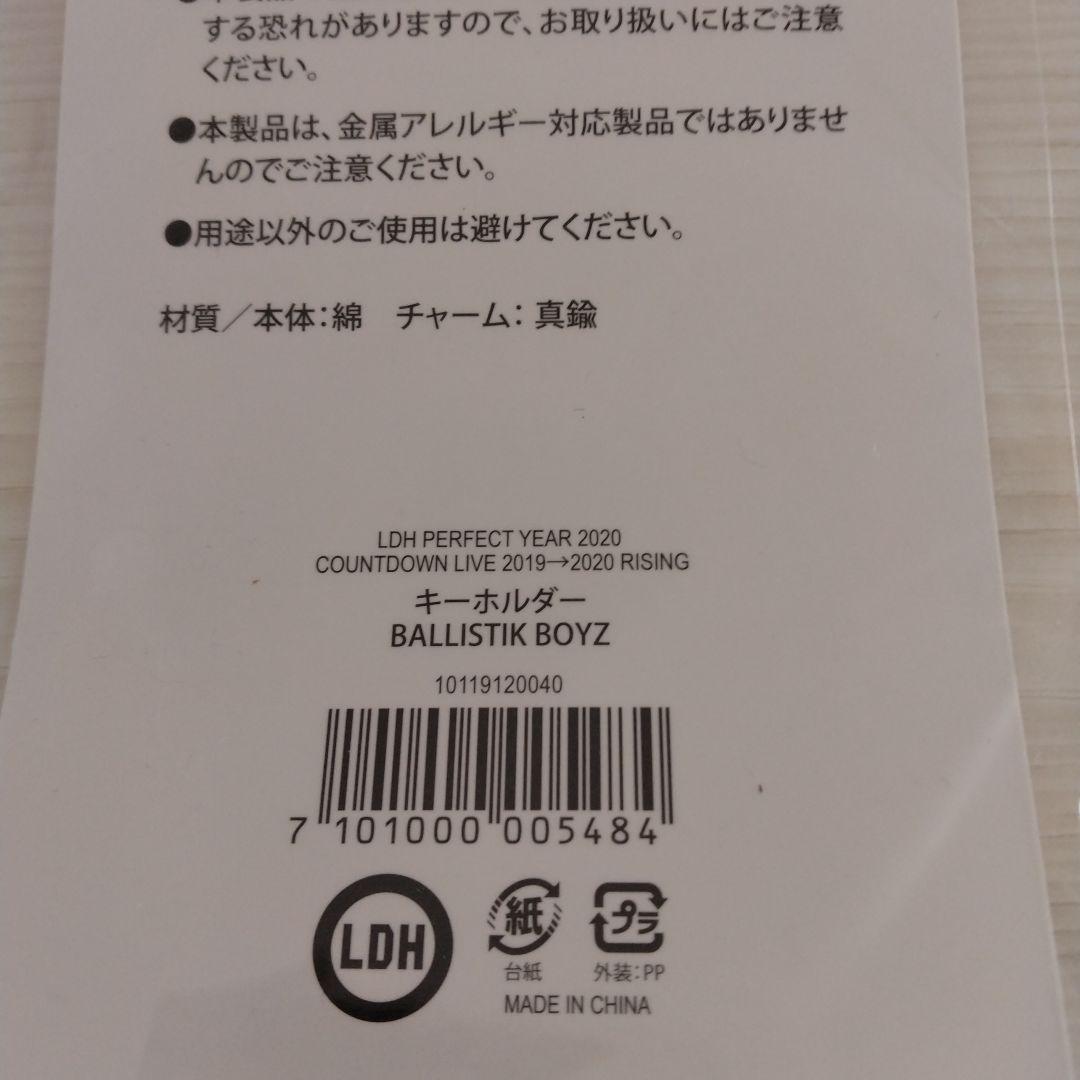 する恐れがありますので、お取り扱いにはご注意
ください。
●本製品は、金属アレルギー対応製品ではありませ
んのでご注意ください。
●用途以外のご使用は避けてください。
材質／本体：綿　チャーム：真鍮
LDH PERFECT YEAR 2020
COUNTDOWN LIVE 2019→2020 RISING
キーホルダー
BALLISTIK BOYZ
10119120040
7 101000 005484
LDH
紙
プラ
台紙
外装：PP
MADE IN CHINA